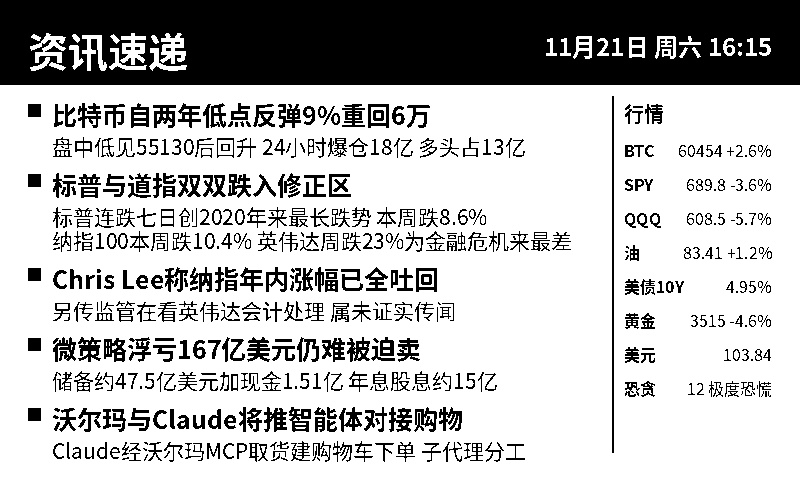 资讯速递
11月21日 周六 16:15
比特币自两年低点反弹9%重回6万
盘中低见55130后回升 24小时爆仓18亿 多头占13亿
标普与道指双双跌入修正区
标普连跌七日创2020年来最长跌势 本周跌8.6%
纳指100本周跌10.4% 英伟达周跌23%为金融危机来最差
Chris Lee称纳指年内涨幅已全吐回
另传监管在看英伟达会计处理 属未证实传闻
微策略浮亏167亿美元仍难被迫卖
储备约47.5亿美元加现金1.51亿 年息股息约15亿
沃尔玛与Claude将推智能体对接购物
Claude经沃尔玛MCP取货建购物车下单 子代理分工
行情
BTC 60454 +2.6%
SPY 689.8 -3.6%
QQQ 608.5 -5.7%
油 83.41 +1.2%
美债10Y 4.95%
黄金 3515 -4.6%
美元 103.84
恐贪 12 极度恐慌